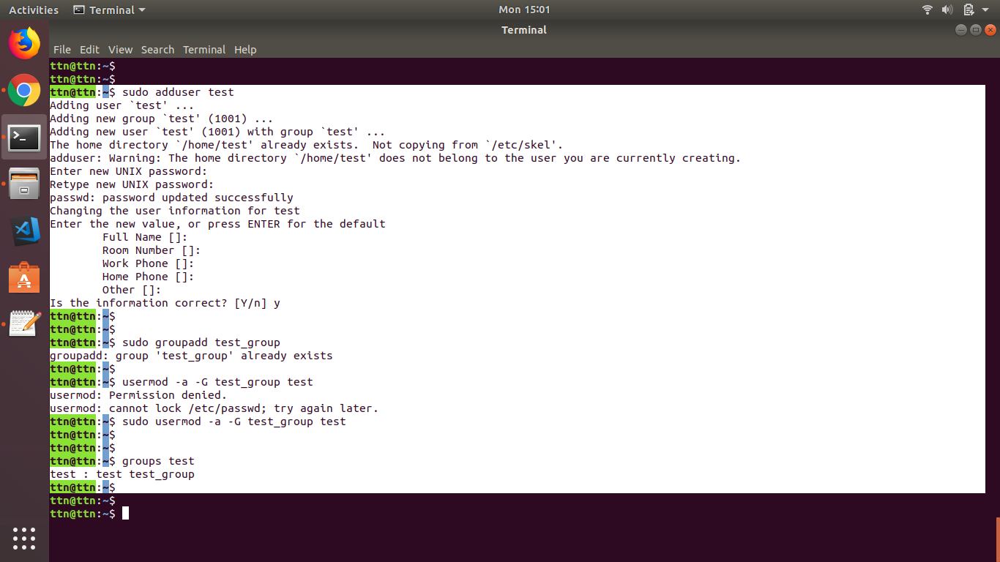 Activities
Terminal
Mon 15:01
Terminal
File Edit View Search Terminal Help
ttn@ttn:~$
ttn@ttn:~$
ttn@ttn:~$ sudo adduser test
Adding user `test' ...
Adding new group `test' (1001) ...
Adding new user `test' (1001) with group `test' ...
The home directory `/home/test' already exists.  Not copying from `/etc/skel'.
adduser: Warning: The home directory `/home/test' does not belong to the user you are currently creating.
Enter new UNIX password:
Retype new UNIX password:
passwd: password updated successfully
Changing the user information for test
Enter the new value, or press ENTER for the default
        Full Name []:
        Room Number []:
        Work Phone []:
        Home Phone []:
        Other []:
Is the information correct? [Y/n] y
ttn@ttn:~$
ttn@ttn:~$
ttn@ttn:~$ sudo groupadd test_group
groupadd: group 'test_group' already exists
ttn@ttn:~$
ttn@ttn:~$ usermod -a -G test_group test
usermod: Permission denied.
usermod: cannot lock /etc/passwd; try again later.
ttn@ttn:~$ sudo usermod -a -G test_group test
ttn@ttn:~$
ttn@ttn:~$
ttn@ttn:~$ groups test
test : test test_group
ttn@ttn:~$
ttn@ttn:~$
ttn@ttn:~$